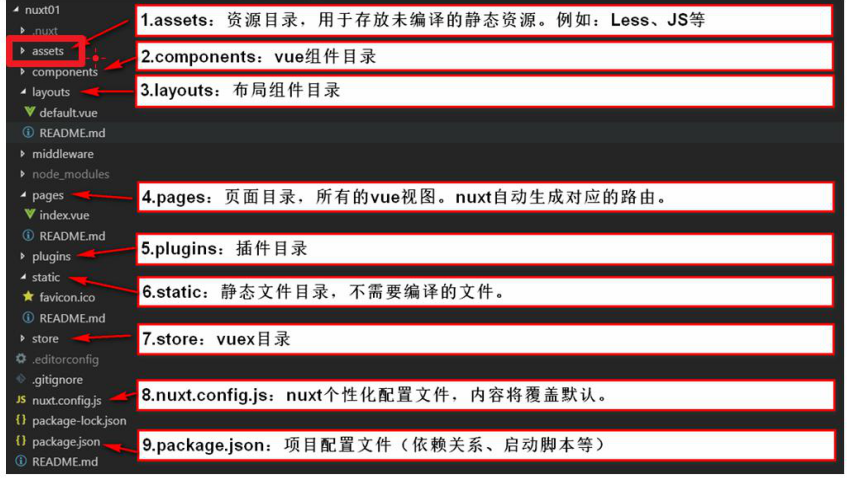 nuxt01
.nuxt
1.assets：资源目录，用于存放未编译的静态资源。例如：Less、JS等
assets
2.components：vue组件目录
components
3.layouts：布局组件目录
layouts
default.vue
README.md
middleware
node_modules
4.pages：页面目录，所有的vue视图。nuxt自动生成对应的路由。
pages
index.vue
README.md
5.plugins：插件目录
plugins
6.static：静态文件目录，不需要编译的文件。
static
favicon.ico
README.md
7.store：vuex目录
store
.editorconfig
.gitignore
8.nuxt.config.js：nuxt个性化配置文件，内容将覆盖默认。
JS nuxt.config.js
{} package-lock.json
9.package.json：项目配置文件（依赖关系、启动脚本等）
{} package.json
README.md